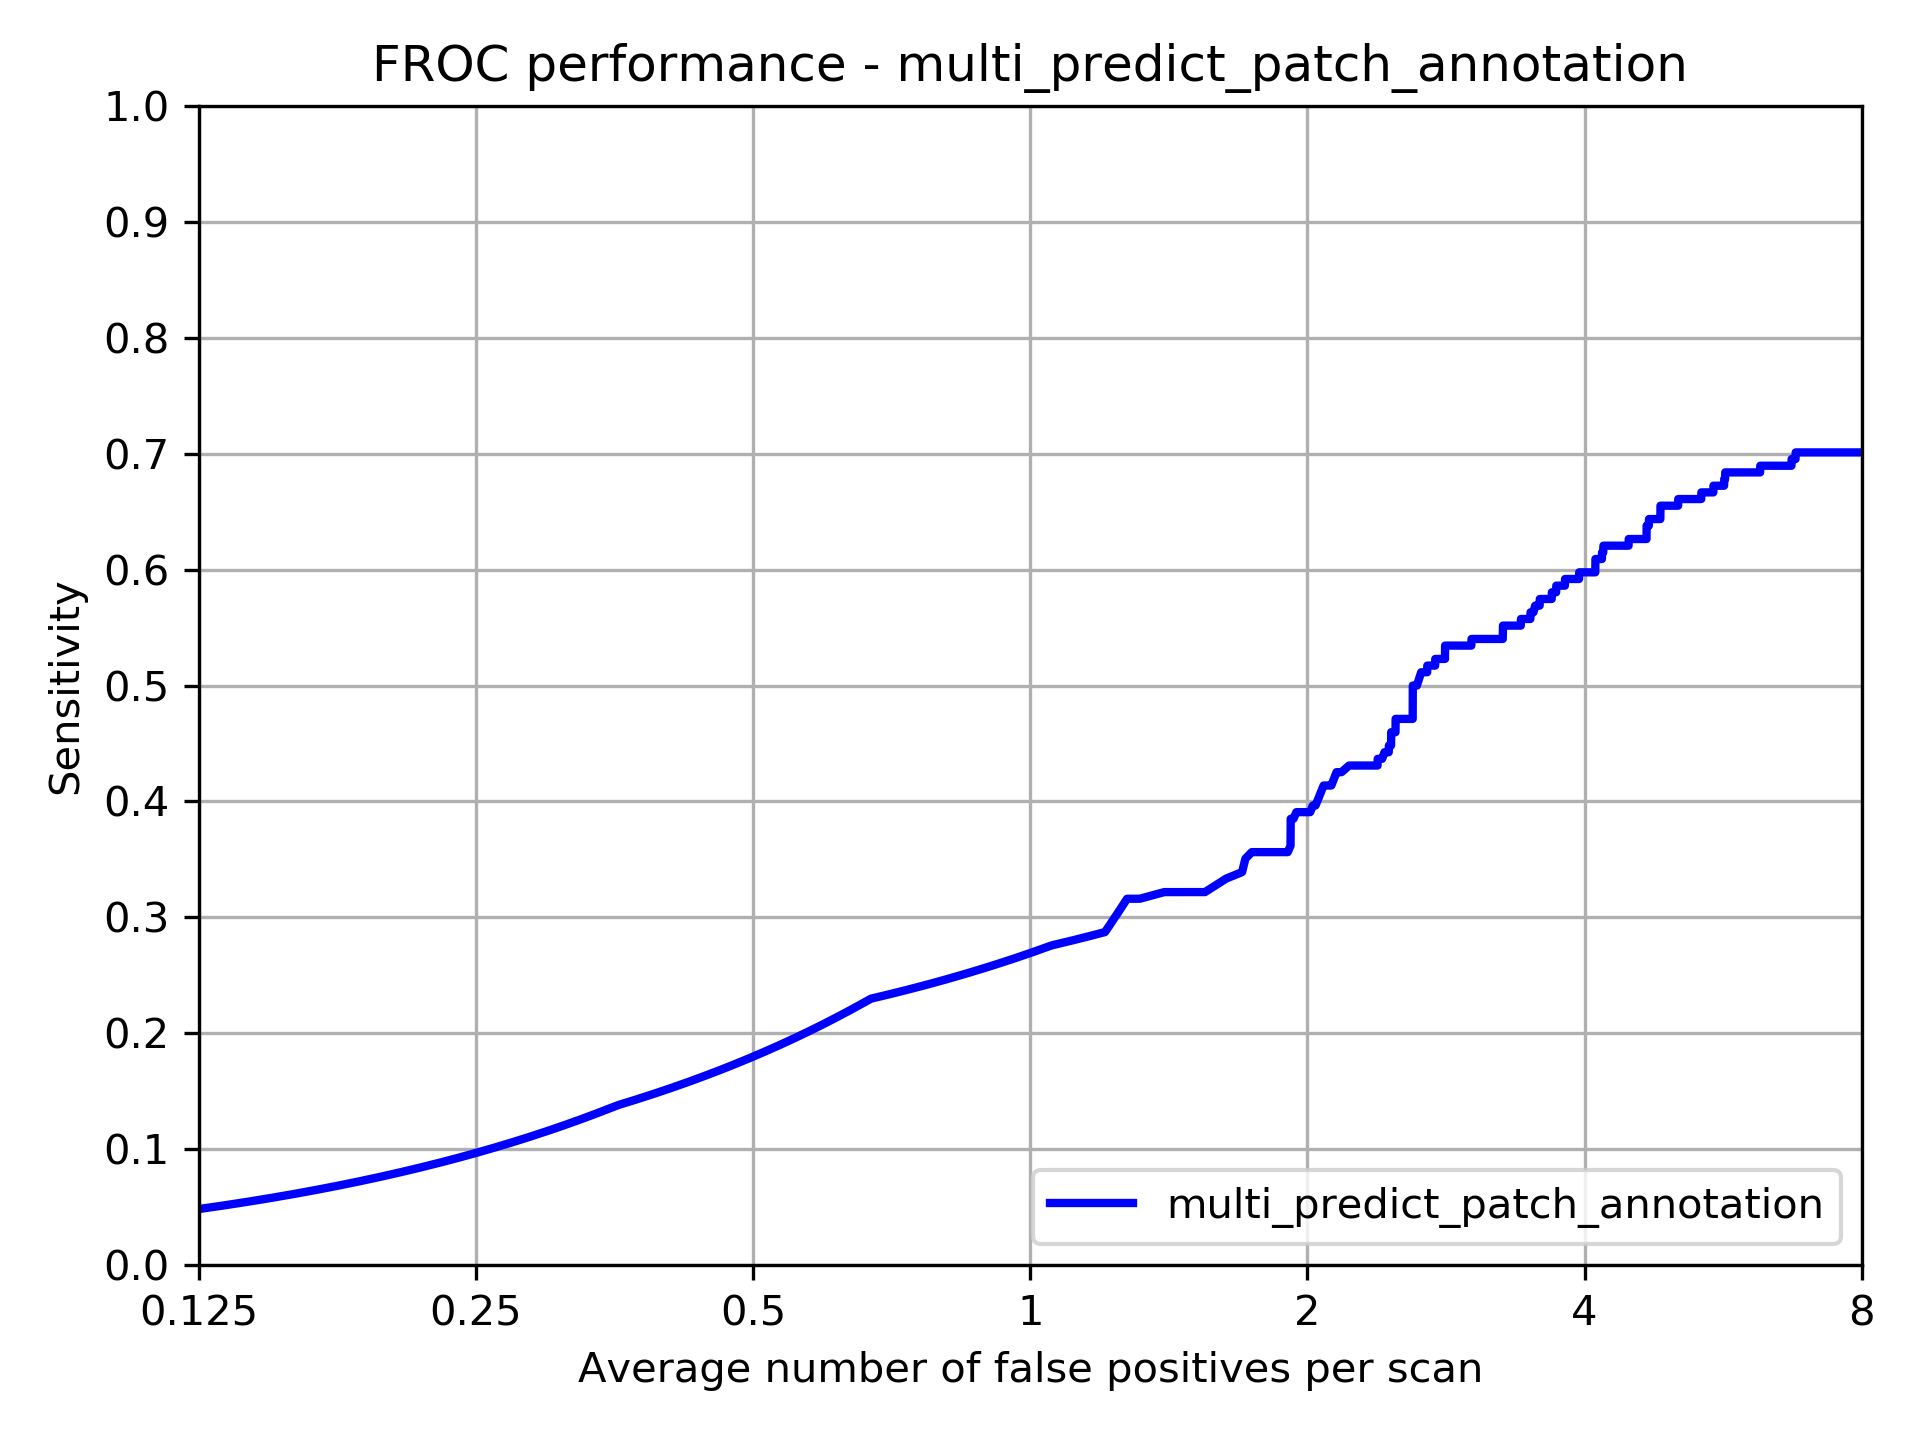 FROC performance - multi_predict_patch_annotation
1.0
0.9
0.8
0.7
0.6
0.5
0.4
0.3
0.2
0.1
0.0
Sensitivity
multi_predict_patch_annotation
0.125 0.25 0.5 1 2 4 8
Average number of false positives per scan